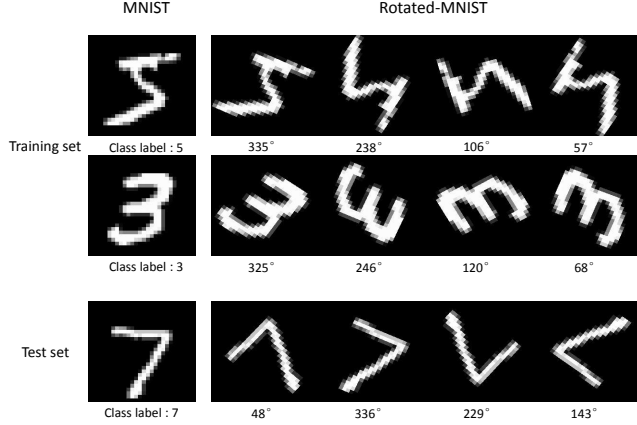 MNIST Rotated-MNIST
Training set
Class label : 5 335° 238° 106° 57°
Class label : 3 325° 246° 120° 68°
Test set
Class label : 7 48° 336° 229° 143°